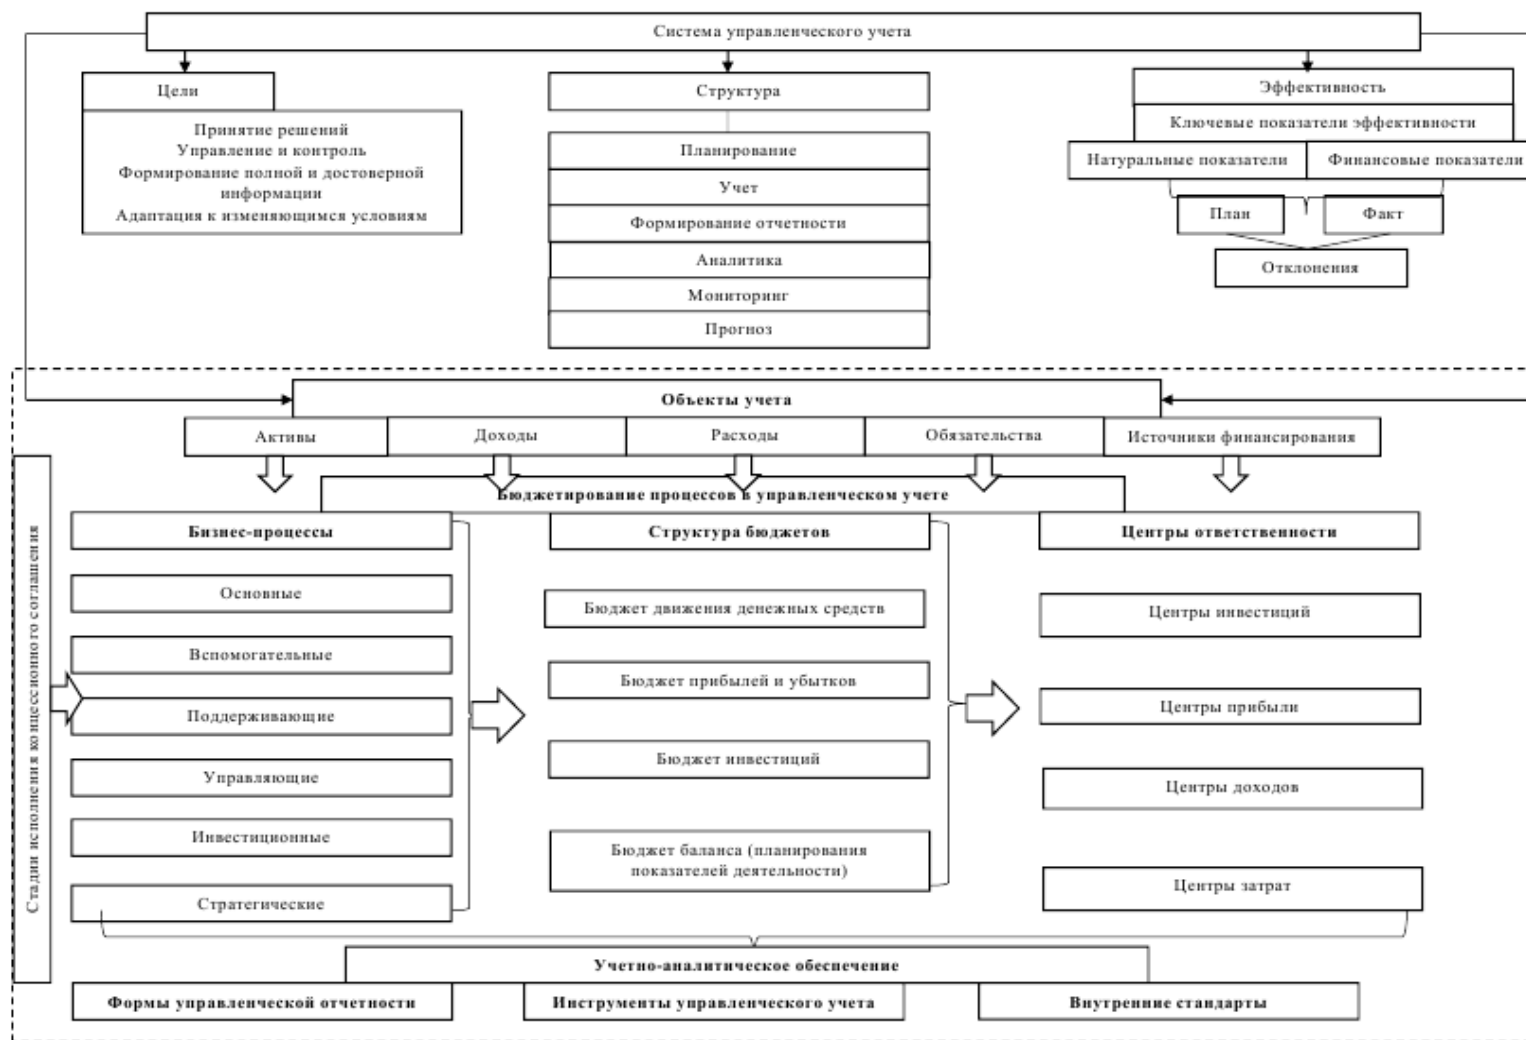 Система управленческого учета
Цели
Принятие решений
Управление и контроль
Формирование полной и достоверной
информации
Адаптация к изменяющимся условиям
Структура
Планирование
Учет
Формирование отчетности
Аналитика
Мониторинг
Прогноз
Эффективность
Ключевые показатели эффективности
Натуральные показатели
Финансовые показатели
План
Факт
Отклонения
Объекты учета
Активы
Доходы
Расходы
Обязательства
Источники финансирования
Бюджетирование процессов в управленческом учете
Стадии исполнения концессионного соглашения
Бизнес-процессы
Основные
Вспомогательные
Поддерживающие
Управляющие
Инвестиционные
Стратегические
Структура бюджетов
Бюджет движения денежных средств
Бюджет прибылей и убытков
Бюджет инвестиций
Бюджет баланса (планирования
показателей деятельности)
Центры ответственности
Центры инвестиций
Центры прибыли
Центры доходов
Центры затрат
Учетно-аналитическое обеспечение
Формы управленческой отчетности
Инструменты управленческого учета
Внутренние стандарты